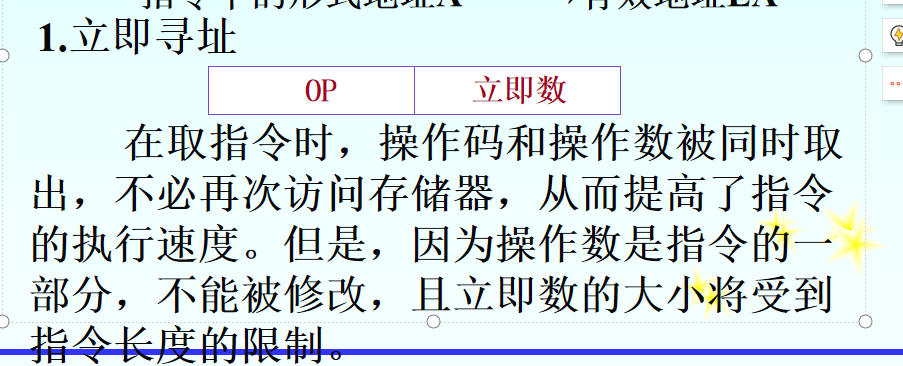 1.立即寻址
OP 立即数
在取指令时，操作码和操作数被同时取
出，不必再次访问存储器，从而提高了指令
的执行速度。但是，因为操作数是指令的一
部分，不能被修改，且立即数的大小将受到
指令长度的限制。